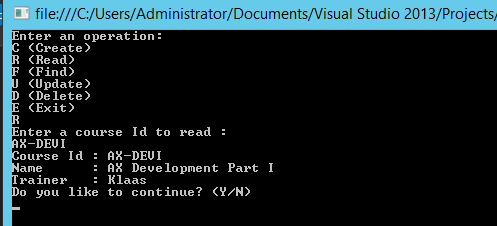 file:///C:/Users/Administrator/Documents/Visual Studio 2013/Projects/
Enter an operation:
C (Create)
R (Read)
F (Find)
U (Update)
D (Delete)
E (Exit)
R
Enter a course Id to read :
AX-DEVI
Course Id : AX-DEVI
Name      : AX Development Part I
Trainer   : Klaas
Do you like to continue? (Y/N)